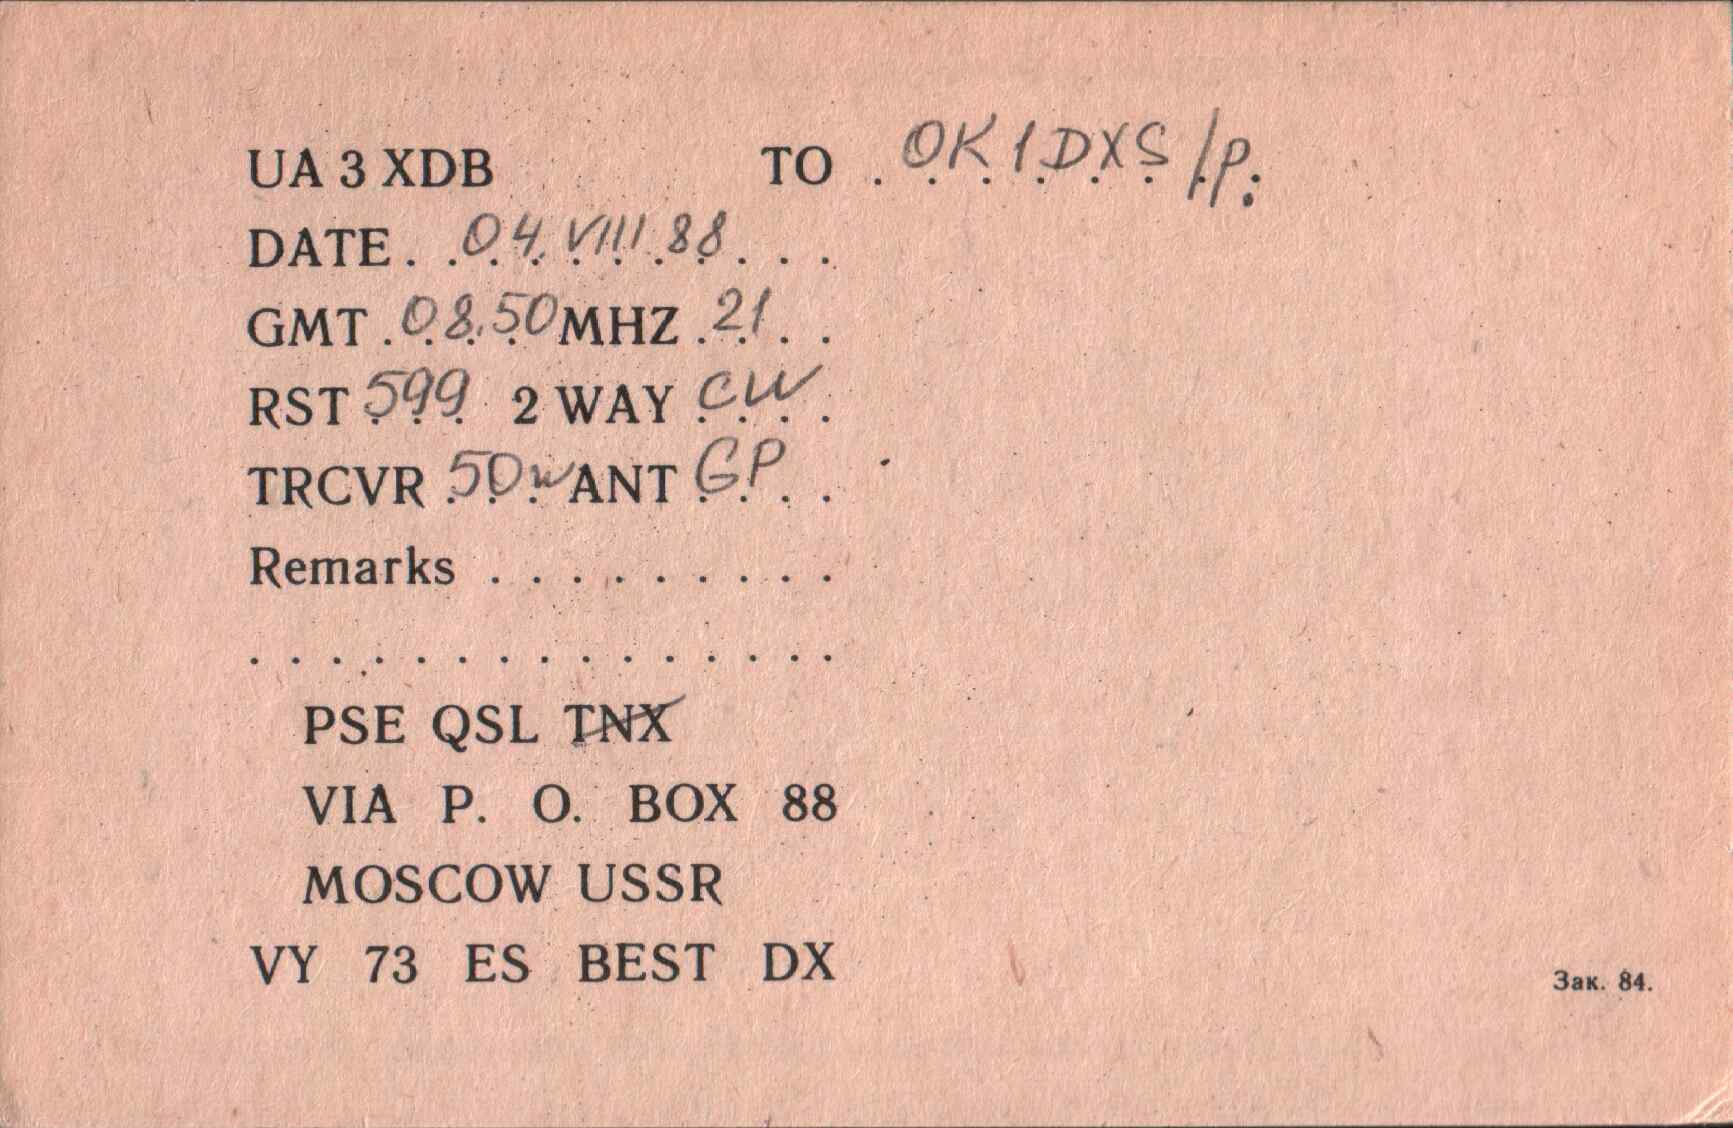 UA 3 XDB TO . OK1DXS/P.
DATE . . 04. VIII. 88 . . .
GMT . 08.50 MHZ . 21 . .
RST 599 2 WAY CW .
TRCVR 50w ANT GP . .
Remarks . . . . . . . . .
. . . . . . . . . . . . . . .
PSE QSL TNX
VIA P. O. BOX 88
MOSCOW USSR
VY 73 ES BEST DX
Зак. 84.